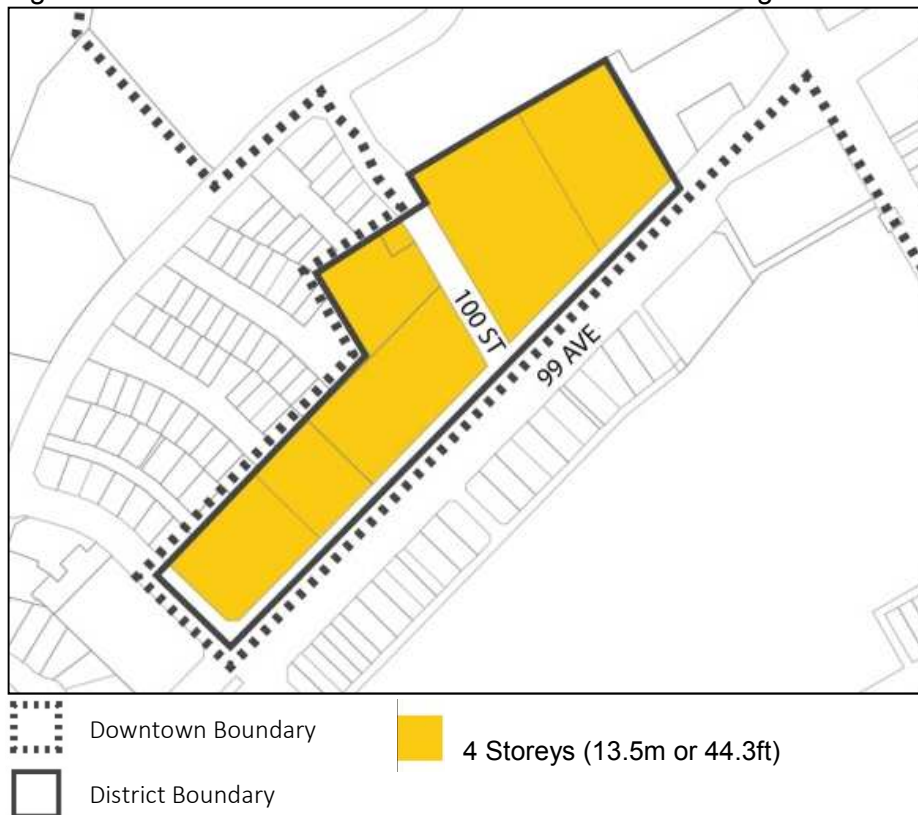 100 ST
99 AVE
Downtown Boundary
4 Storeys (13.5m or 44.3ft)
District Boundary